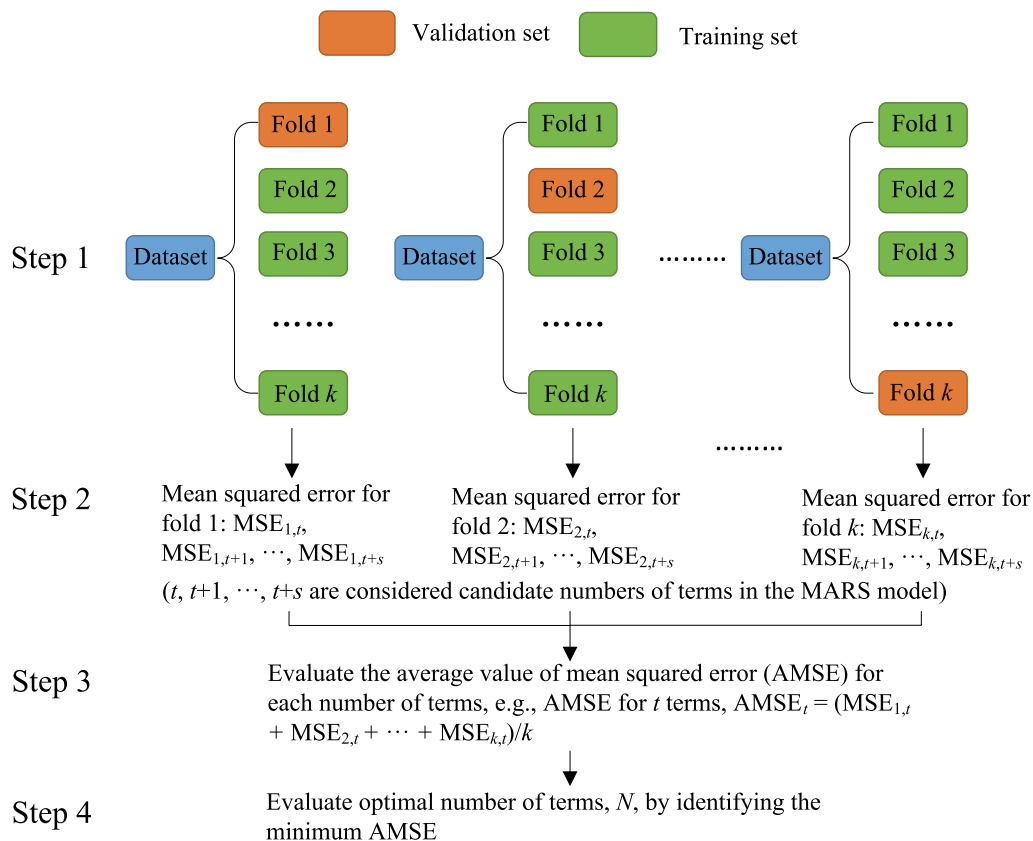 Validation set
Training set
Step 1
Dataset
Fold 1
Fold 2
Fold 3
……
Fold k
Dataset
Fold 1
Fold 2
Fold 3
……
Fold k
………
Dataset
Fold 1
Fold 2
Fold 3
……
Fold k
………
Step 2
Mean squared error for
fold 1: MSE₁,ₜ,
MSE₁,ₜ₊₁, ⋯, MSE₁,ₜ₊ₛ
Mean squared error for
fold 2: MSE₂,ₜ,
MSE₂,ₜ₊₁, ⋯, MSE₂,ₜ₊ₛ
Mean squared error for
fold k: MSEₖ,ₜ,
MSEₖ,ₜ₊₁, ⋯, MSEₖ,ₜ₊ₛ
(t, t+1, ⋯, t+s are considered candidate numbers of terms in the MARS model)
Step 3
Evaluate the average value of mean squared error (AMSE) for
each number of terms, e.g., AMSE for t terms, AMSEₜ = (MSE₁,ₜ
+ MSE₂,ₜ + ⋯ + MSEₖ,ₜ)/k
Step 4
Evaluate optimal number of terms, N, by identifying the
minimum AMSE